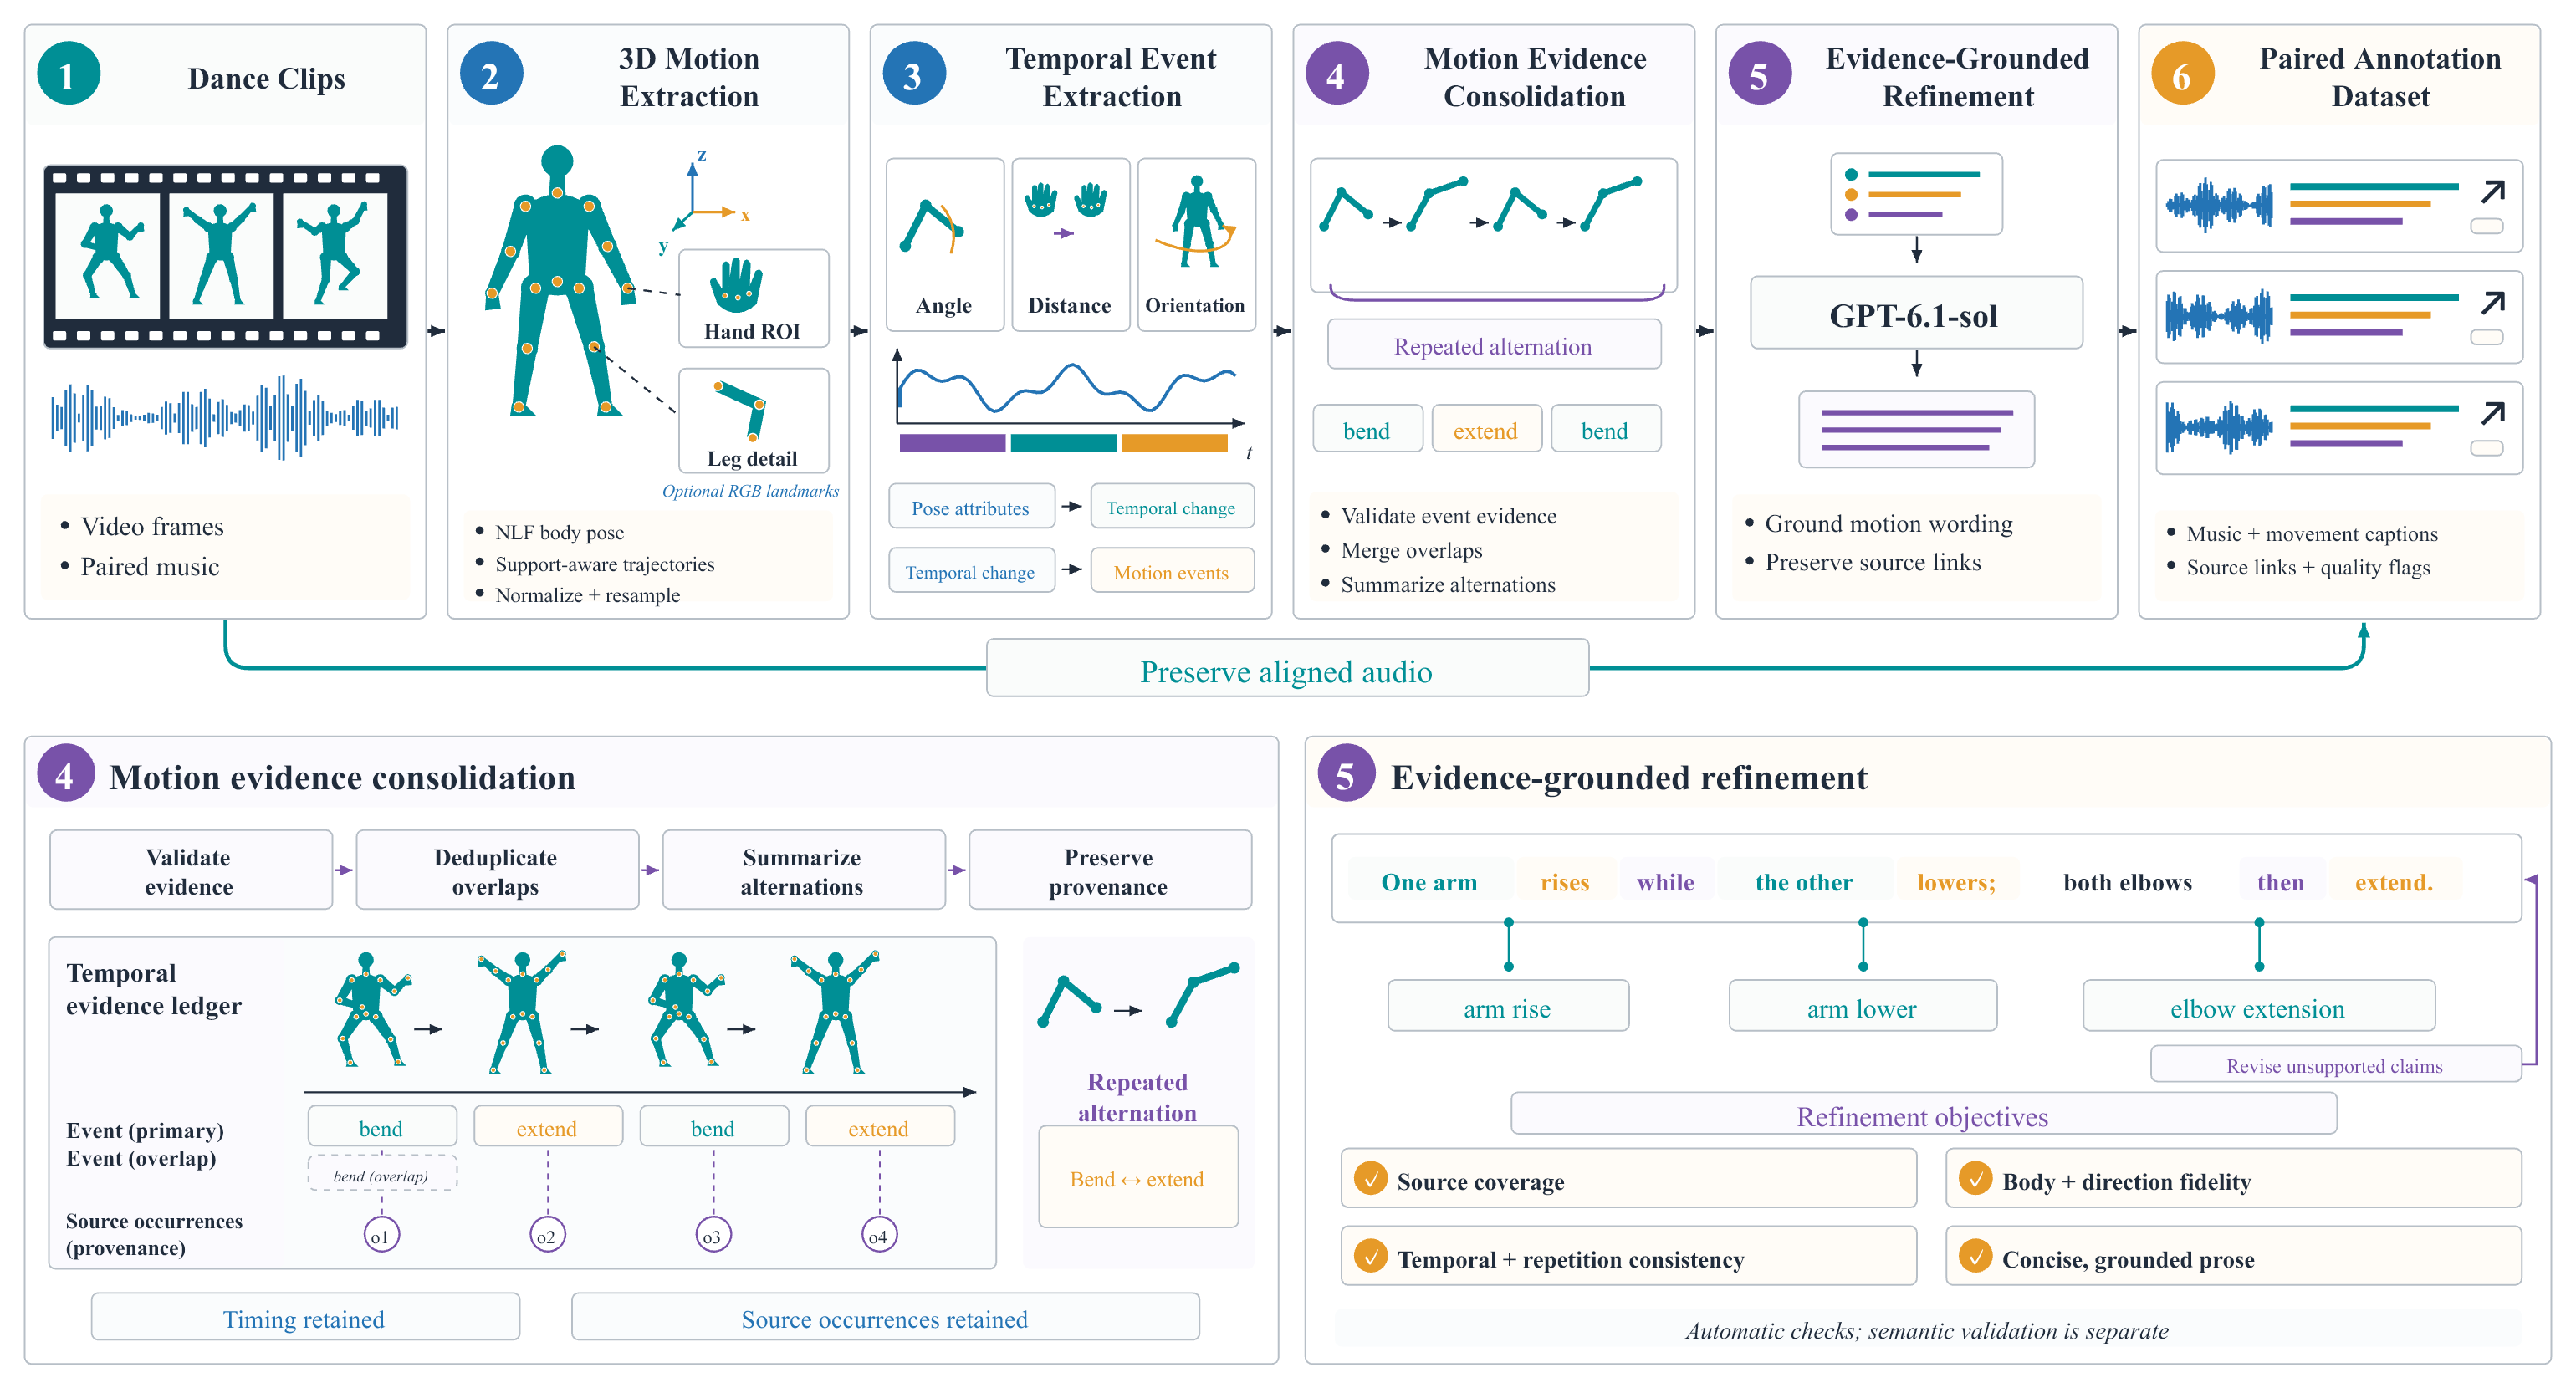 1
Dance Clips
• Video frames
• Paired music
2
3D Motion
Extraction
z
x
y
Hand ROI
Leg detail
Optional RGB landmarks
• NLF body pose
• Support-aware trajectories
• Normalize + resample
3
Temporal Event
Extraction
Angle
Distance
Orientation
t
Pose attributes
Temporal change
Temporal change
Motion events
4
Motion Evidence
Consolidation
Repeated alternation
bend
extend
bend
• Validate event evidence
• Merge overlaps
• Summarize alternations
5
Evidence-Grounded
Refinement
GPT-6.1-sol
• Ground motion wording
• Preserve source links
6
Paired Annotation
Dataset
• Music + movement captions
• Source links + quality flags
Preserve aligned audio
4
Motion evidence consolidation
Validate
evidence
Deduplicate
overlaps
Summarize
alternations
Preserve
provenance
Temporal
evidence ledger
Event (primary)
Event (overlap)
bend
extend
bend
extend
bend (overlap)
Source occurrences
(provenance)
o1
o2
o3
o4
Repeated
alternation
Bend ↔ extend
Timing retained
Source occurrences retained
5
Evidence-grounded refinement
One arm rises while the other lowers; both elbows then extend.
arm rise
arm lower
elbow extension
Revise unsupported claims
Refinement objectives
✓ Source coverage
✓ Body + direction fidelity
✓ Temporal + repetition consistency
✓ Concise, grounded prose
Automatic checks; semantic validation is separate